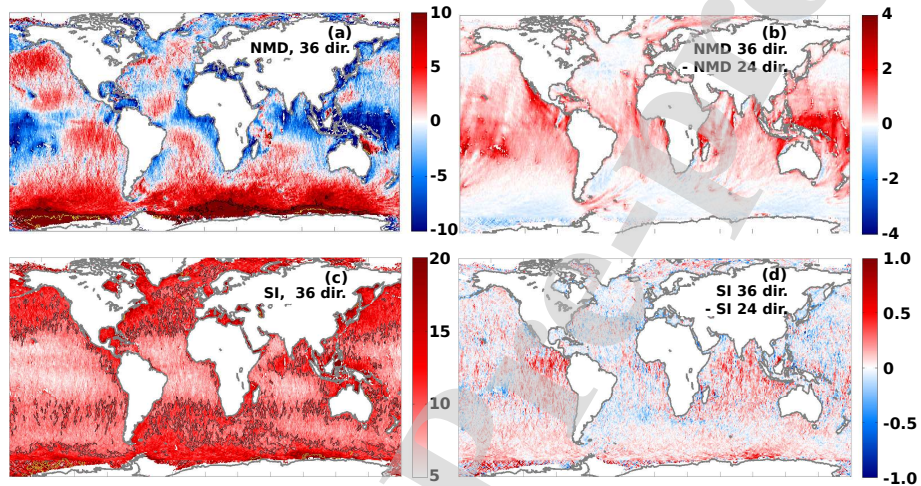 (a)
NMD, 36 dir.
10
5
0
-5
-10
(b)
NMD 36 dir.
- NMD 24 dir.
4
2
0
-2
-4
(c)
SI, 36 dir.
20
15
10
5
(d)
SI 36 dir.
- SI 24 dir.
1.0
0.5
0
-0.5
-1.0